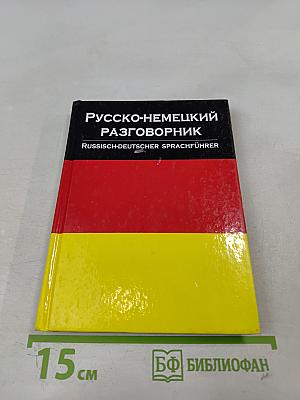 Русско-немецкий
разговорник
Russisch-deutscher sprachführer
15 см
БФ БИБЛИОФАН